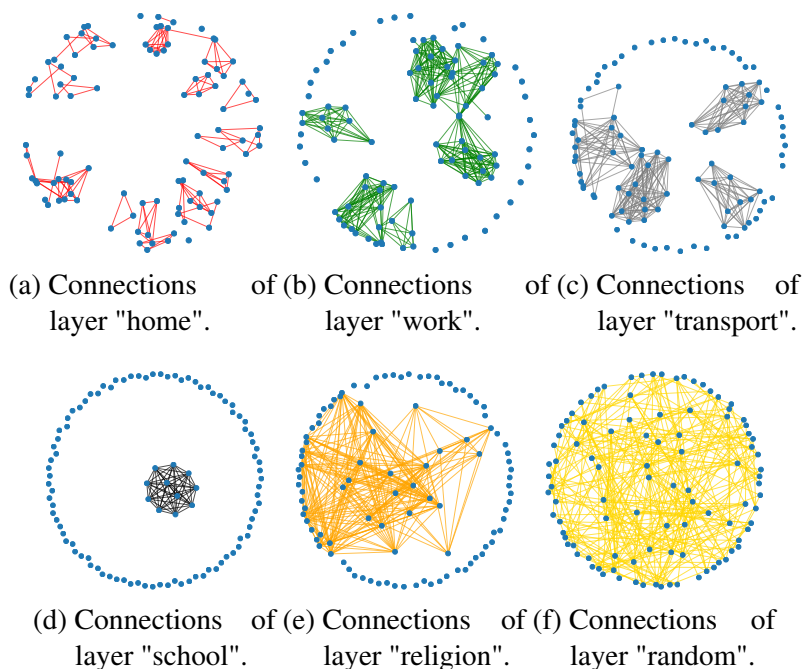 (a) Connections of (b) Connections of (c) Connections of
layer "home". layer "work". layer "transport".
(d) Connections of (e) Connections of (f) Connections of
layer "school". layer "religion". layer "random".